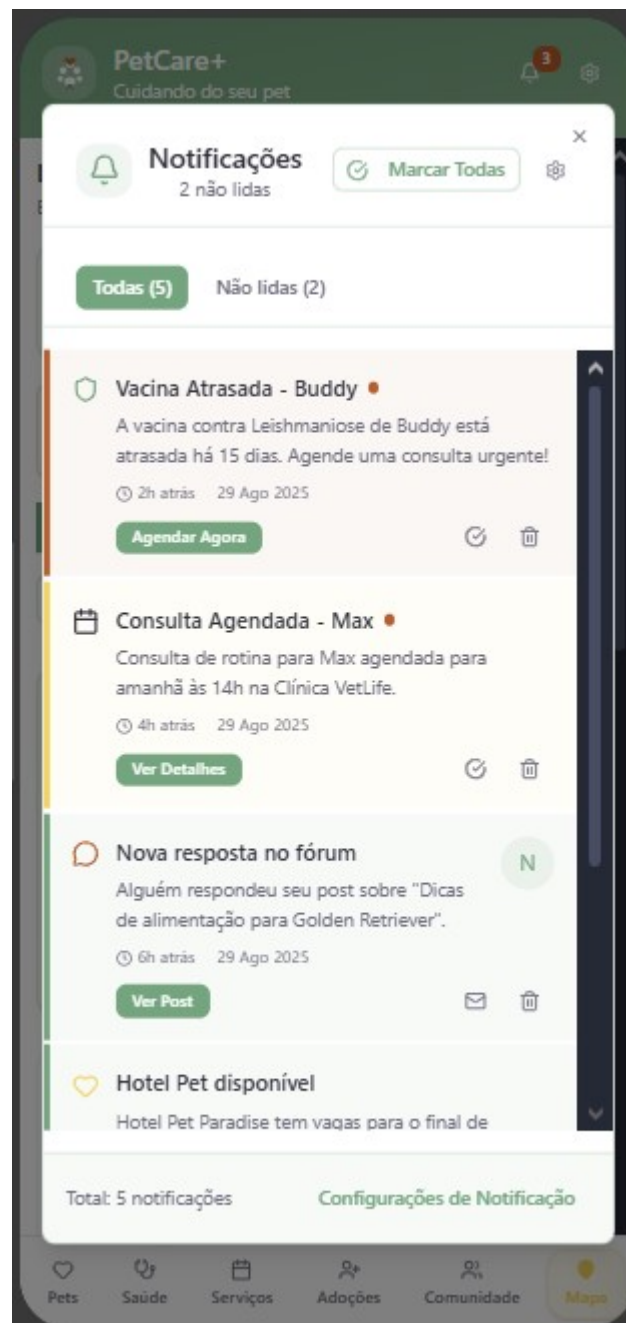 PetCare+
3
Cuidando do seu pet
Notificações
2 não lidas
Marcar Todas
Todas (5)
Não lidas (2)
Vacina Atrasada - Buddy
A vacina contra Leishmaniose de Buddy está
atrasada há 15 dias. Agende uma consulta urgente!
2h atrás 29 Ago 2025
Agendar Agora
Consulta Agendada - Max
Consulta de rotina para Max agendada para
amanhã às 14h na Clínica VetLife.
4h atrás 29 Ago 2025
Ver Detalhes
Nova resposta no fórum
N
Alguém respondeu seu post sobre "Dicas
de alimentação para Golden Retriever".
6h atrás 29 Ago 2025
Ver Post
Hotel Pet disponível
Hotel Pet Paradise tem vagas para o final de
Total: 5 notificações
Configurações de Notificação
Pets Saúde Serviços Adoções Comunidade Mapa